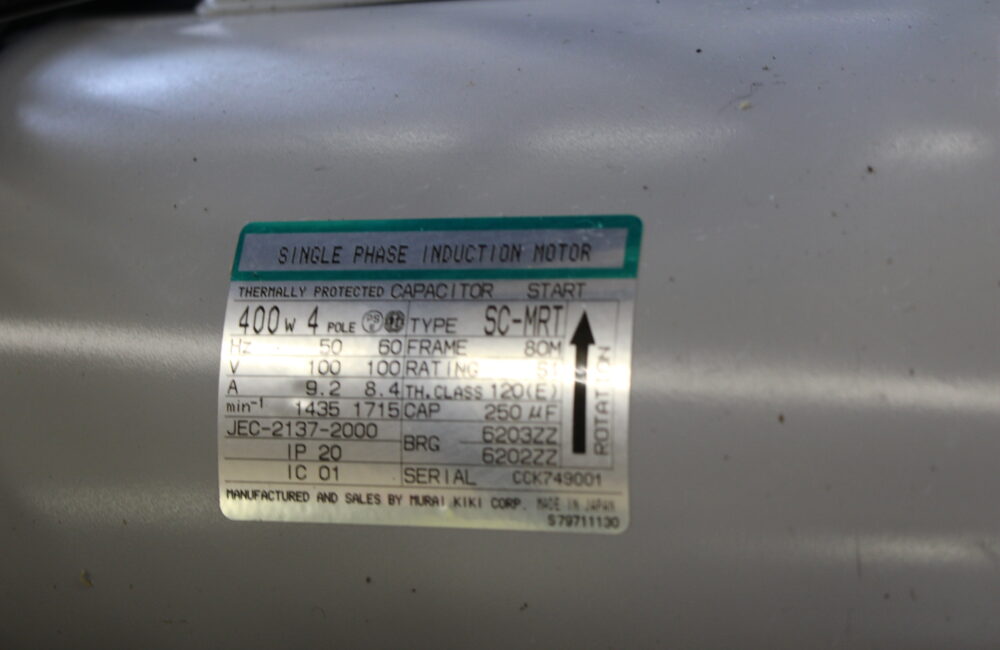 SINGLE PHASE INDUCTION MOTOR
THERMALLY PROTECTED CAPACITOR START
400W 4 POLE PS E TYPE SC-MRT
Hz 50 60 FRAME 80M
V 100 100 RATING S1
A 9.2 8.4 TH.CLASS 120(E)
min-1 1435 1715 CAP 250 μF
JEC-2137-2000 BRG 6203ZZ
IP 20 6202ZZ
IC 01 SERIAL CCK749001
ROTATION
MANUFACTURED AND SALES BY MURAI KIKI CORP. MADE IN JAPAN
S79711130